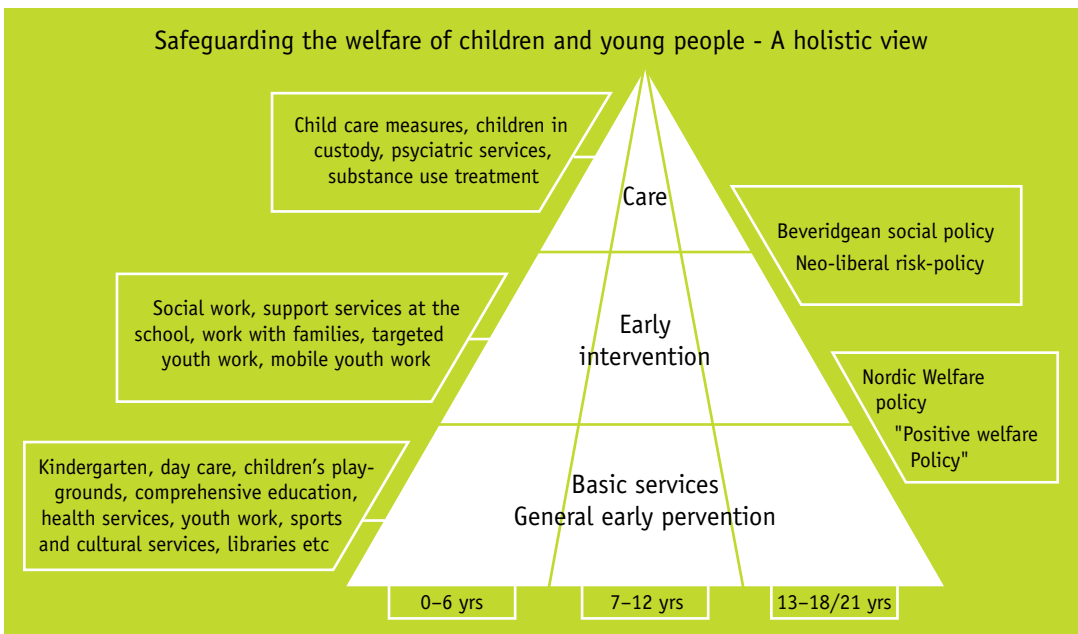 Safeguarding the welfare of children and young people - A holistic view
Child care measures, children in
custody, psyciatric services,
substance use treatment
Care
Beveridgean social policy
Neo-liberal risk-policy
Social work, support services at the
school, work with families, targeted
youth work, mobile youth work
Early
intervention
Nordic Welfare
policy
"Positive welfare
Policy"
Kindergarten, day care, children's play-
grounds, comprehensive education,
health services, youth work, sports
and cultural services, libraries etc
Basic services
General early pervention
0–6 yrs
7–12 yrs
13–18/21 yrs